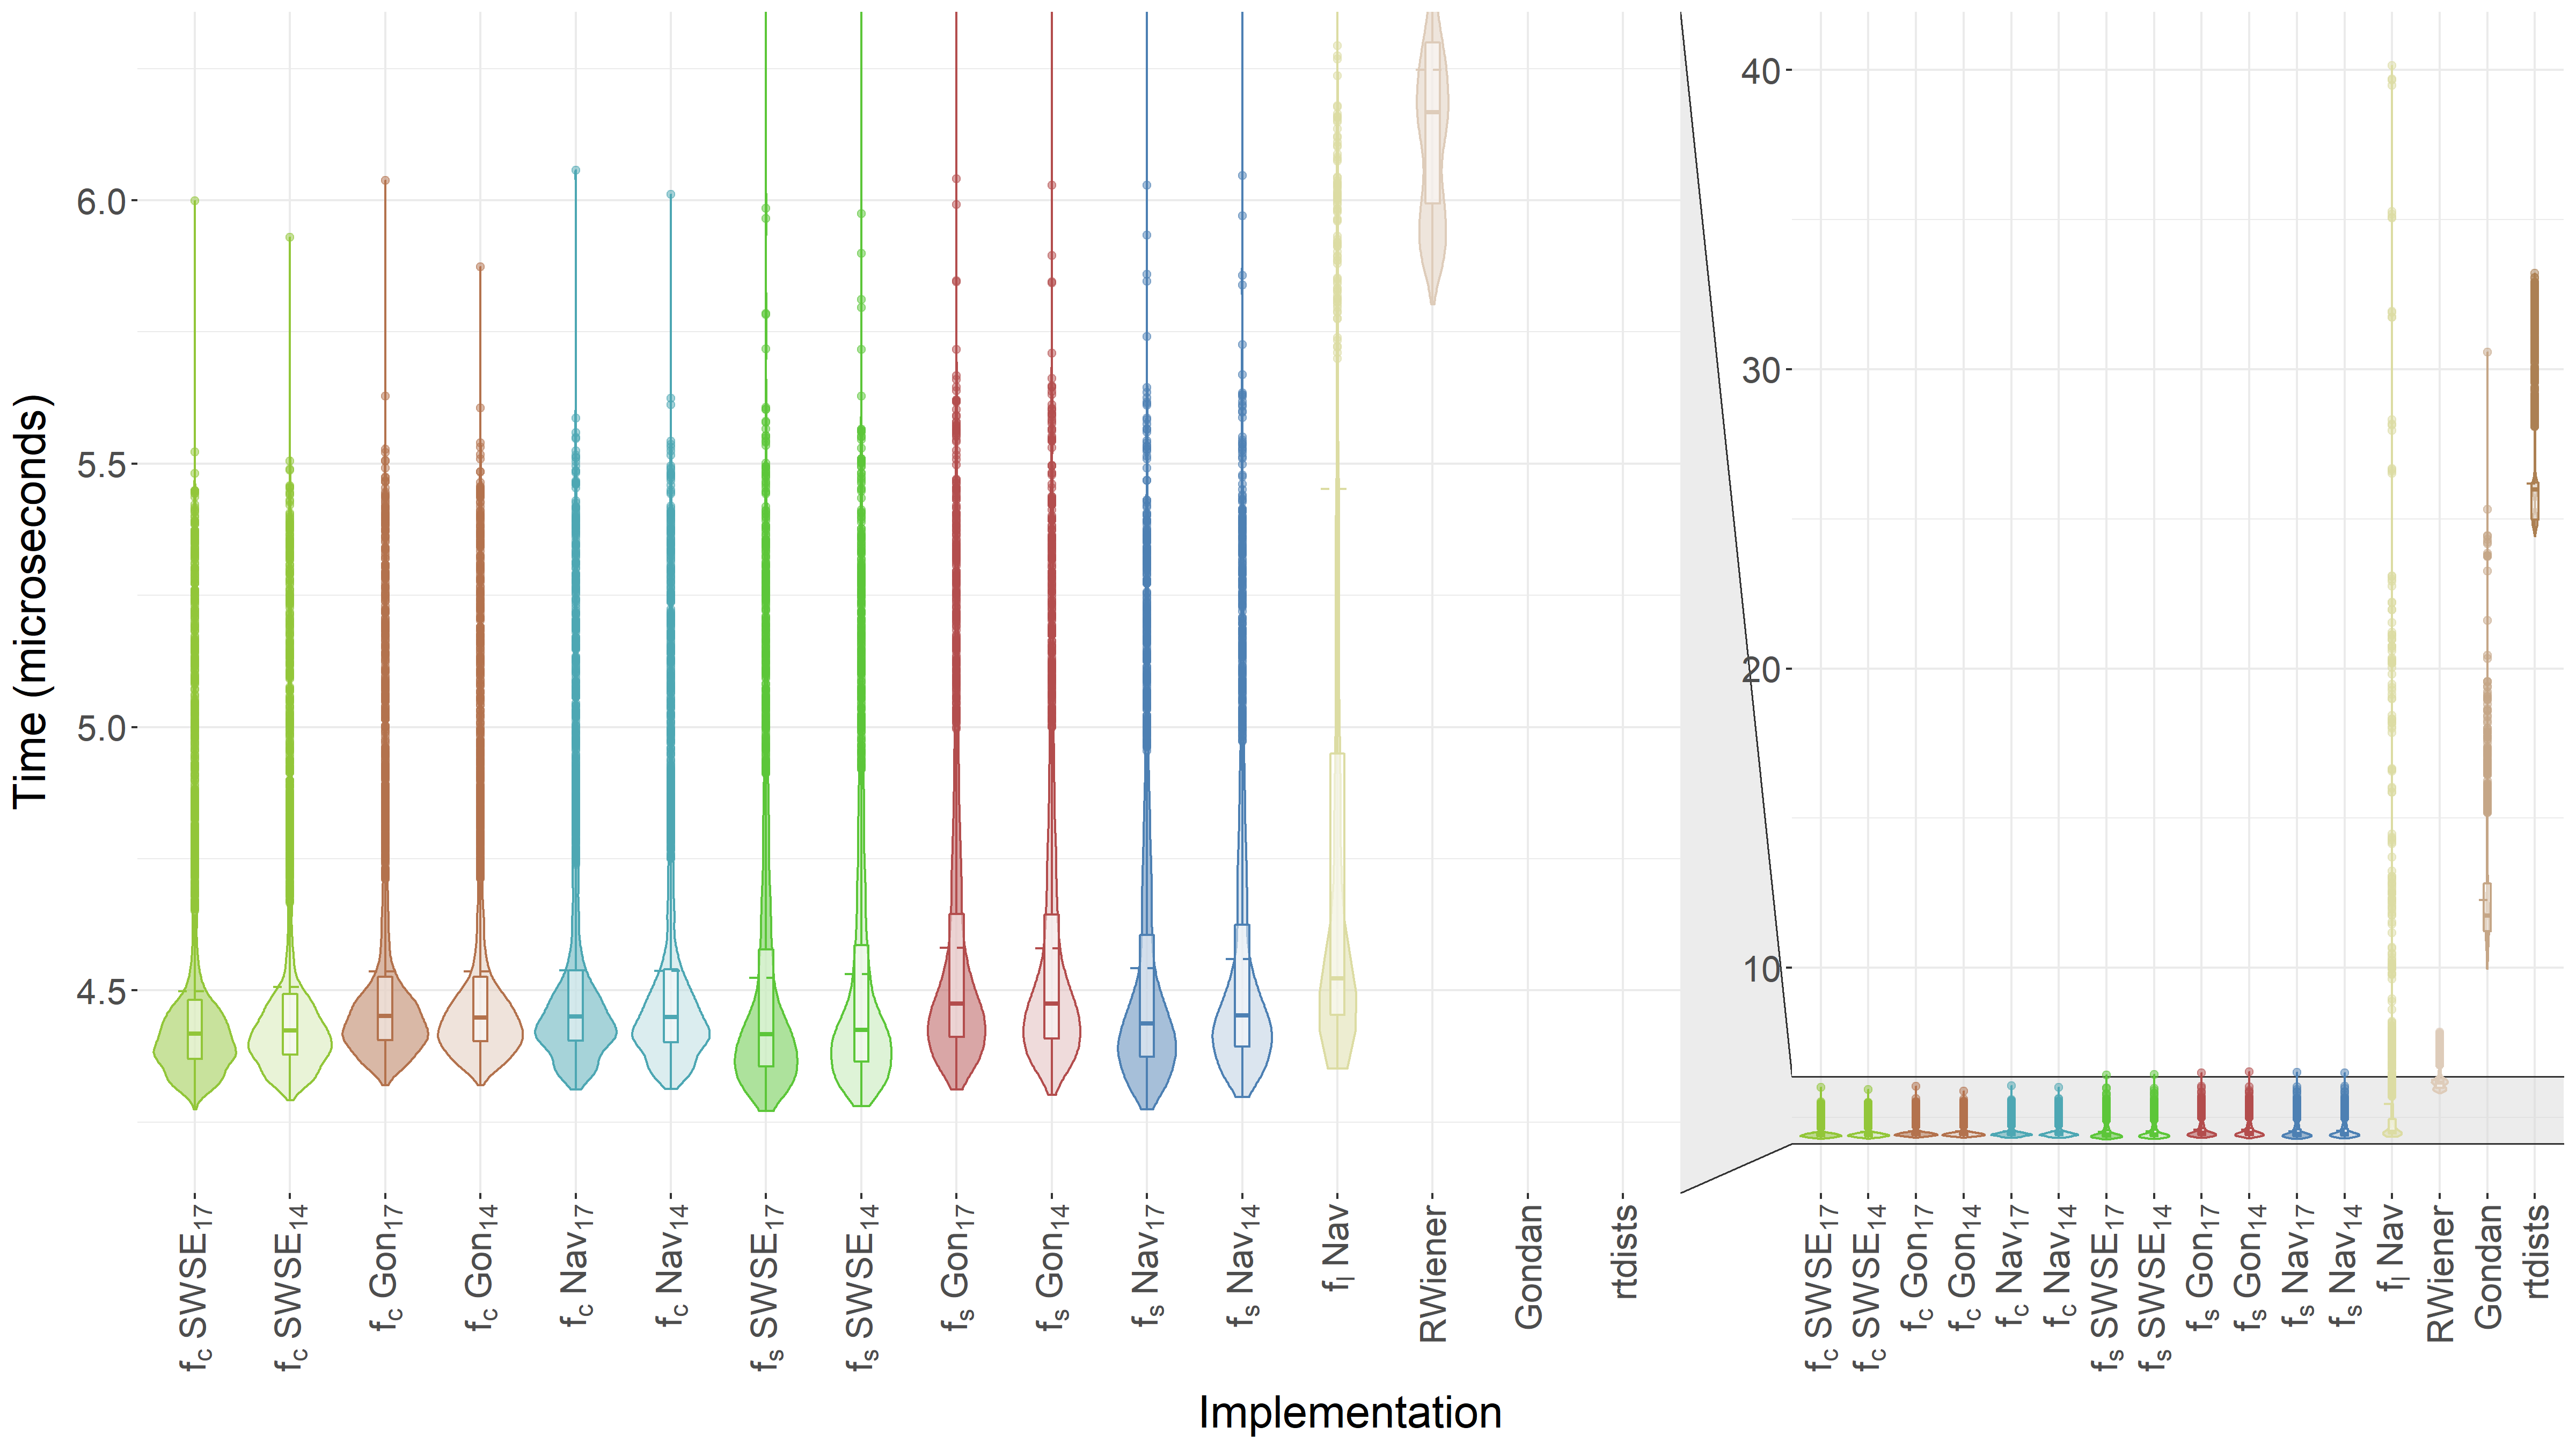 Time (microseconds)
6.0
5.5
5.0
4.5
40
30
20
10
f_c SWSE_17
f_c SWSE_14
f_c Gon_17
f_c Gon_14
f_c Nav_17
f_c Nav_14
f_s SWSE_17
f_s SWSE_14
f_s Gon_17
f_s Gon_14
f_s Nav_17
f_s Nav_14
f_l Nav
RWiener
Gondan
rtdists
f_c SWSE_17
f_c SWSE_14
f_c Gon_17
f_c Gon_14
f_c Nav_17
f_c Nav_14
f_s SWSE_17
f_s SWSE_14
f_s Gon_17
f_s Gon_14
f_s Nav_17
f_s Nav_14
f_l Nav
RWiener
Gondan
rtdists
Implementation